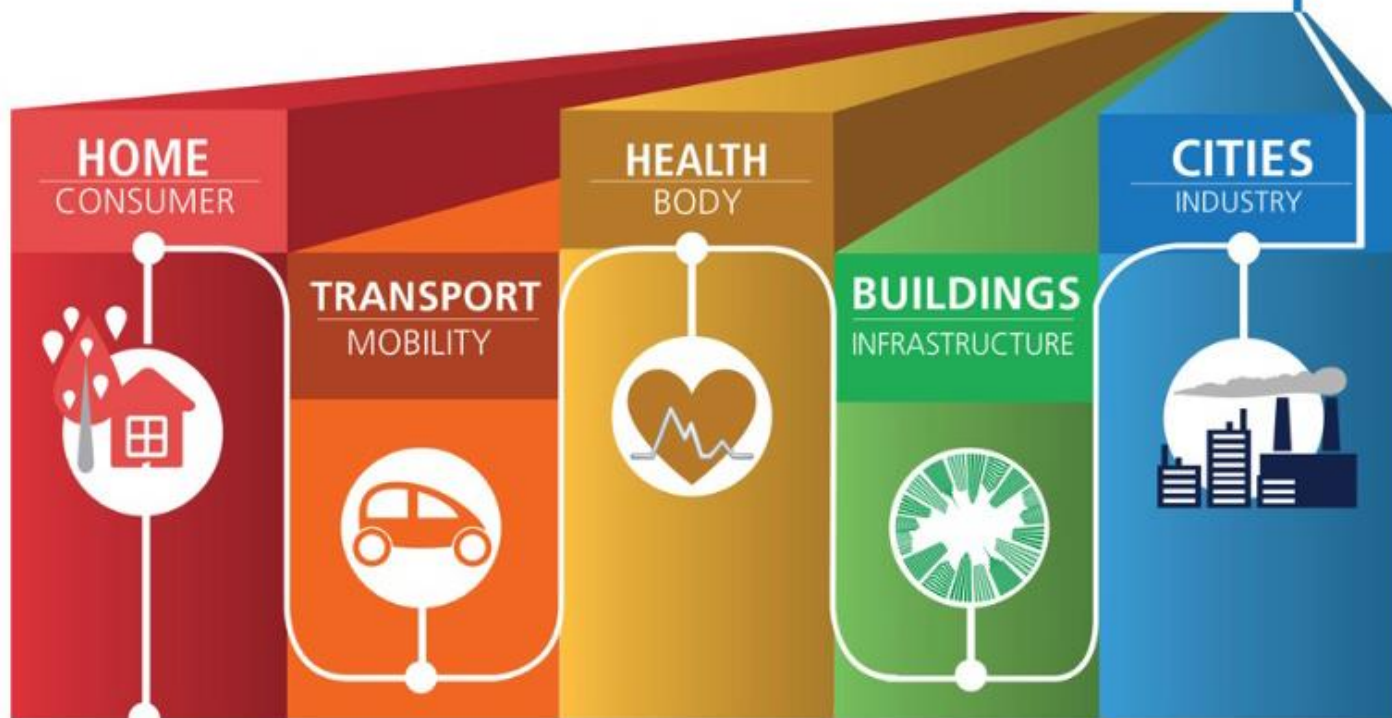 HOME
CONSUMER
TRANSPORT
MOBILITY
HEALTH
BODY
BUILDINGS
INFRASTRUCTURE
CITIES
INDUSTRY